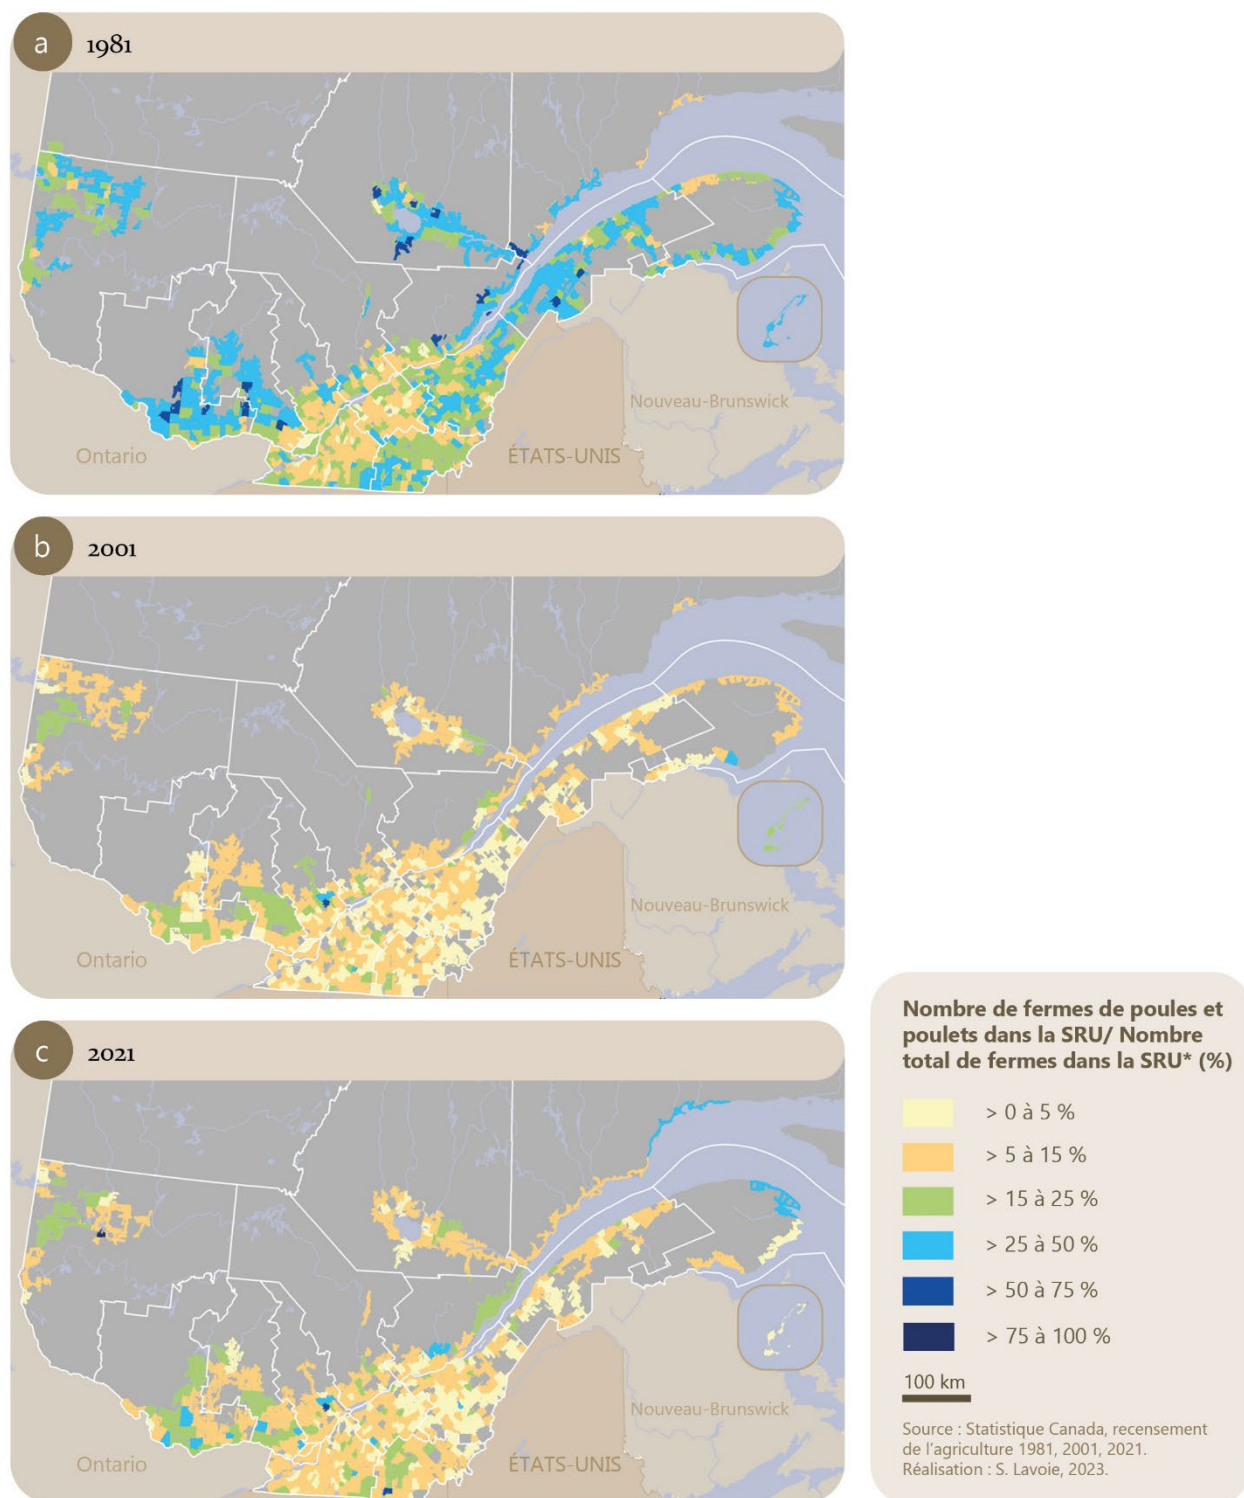 a
1981
Ontario
ÉTATS-UNIS
Nouveau-Brunswick
b
2001
Ontario
ÉTATS-UNIS
Nouveau-Brunswick
c
2021
Ontario
ÉTATS-UNIS
Nouveau-Brunswick
Nombre de fermes de poules et
poulets dans la SRU/ Nombre
total de fermes dans la SRU* (%)
> 0 à 5 %
> 5 à 15 %
> 15 à 25 %
> 25 à 50 %
> 50 à 75 %
> 75 à 100 %
100 km
Source : Statistique Canada, recensement
de l'agriculture 1981, 2001, 2021.
Réalisation : S. Lavoie, 2023.